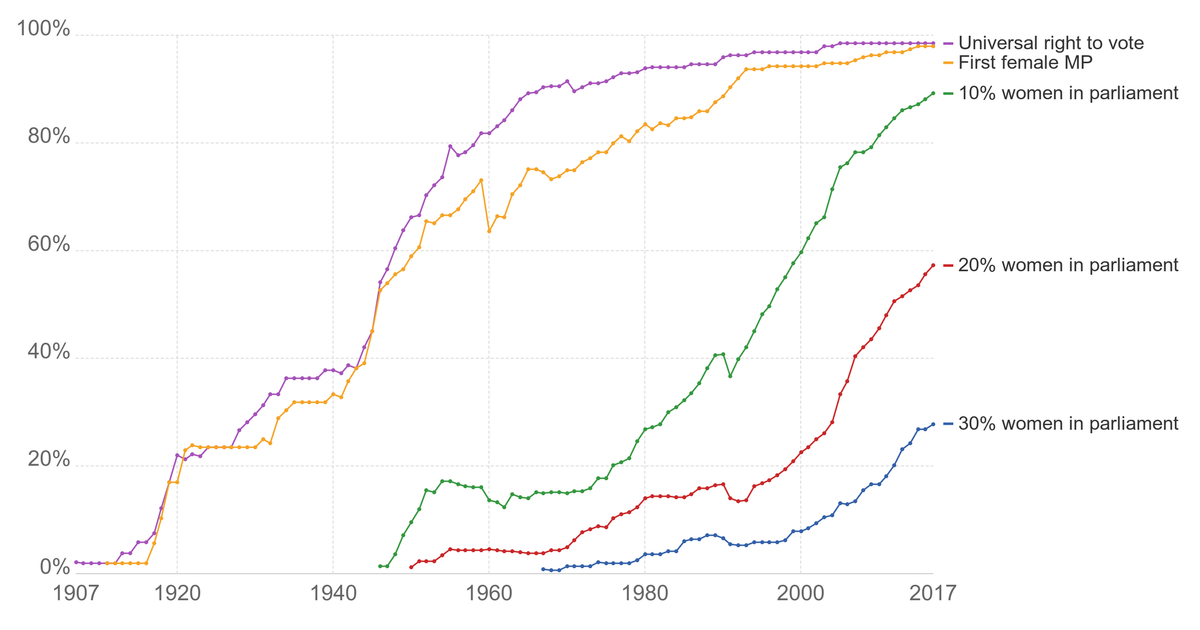 100%
80%
60%
40%
20%
0%
1907 1920 1940 1960 1980 2000 2017
Universal right to vote
First female MP
10% women in parliament
20% women in parliament
30% women in parliament